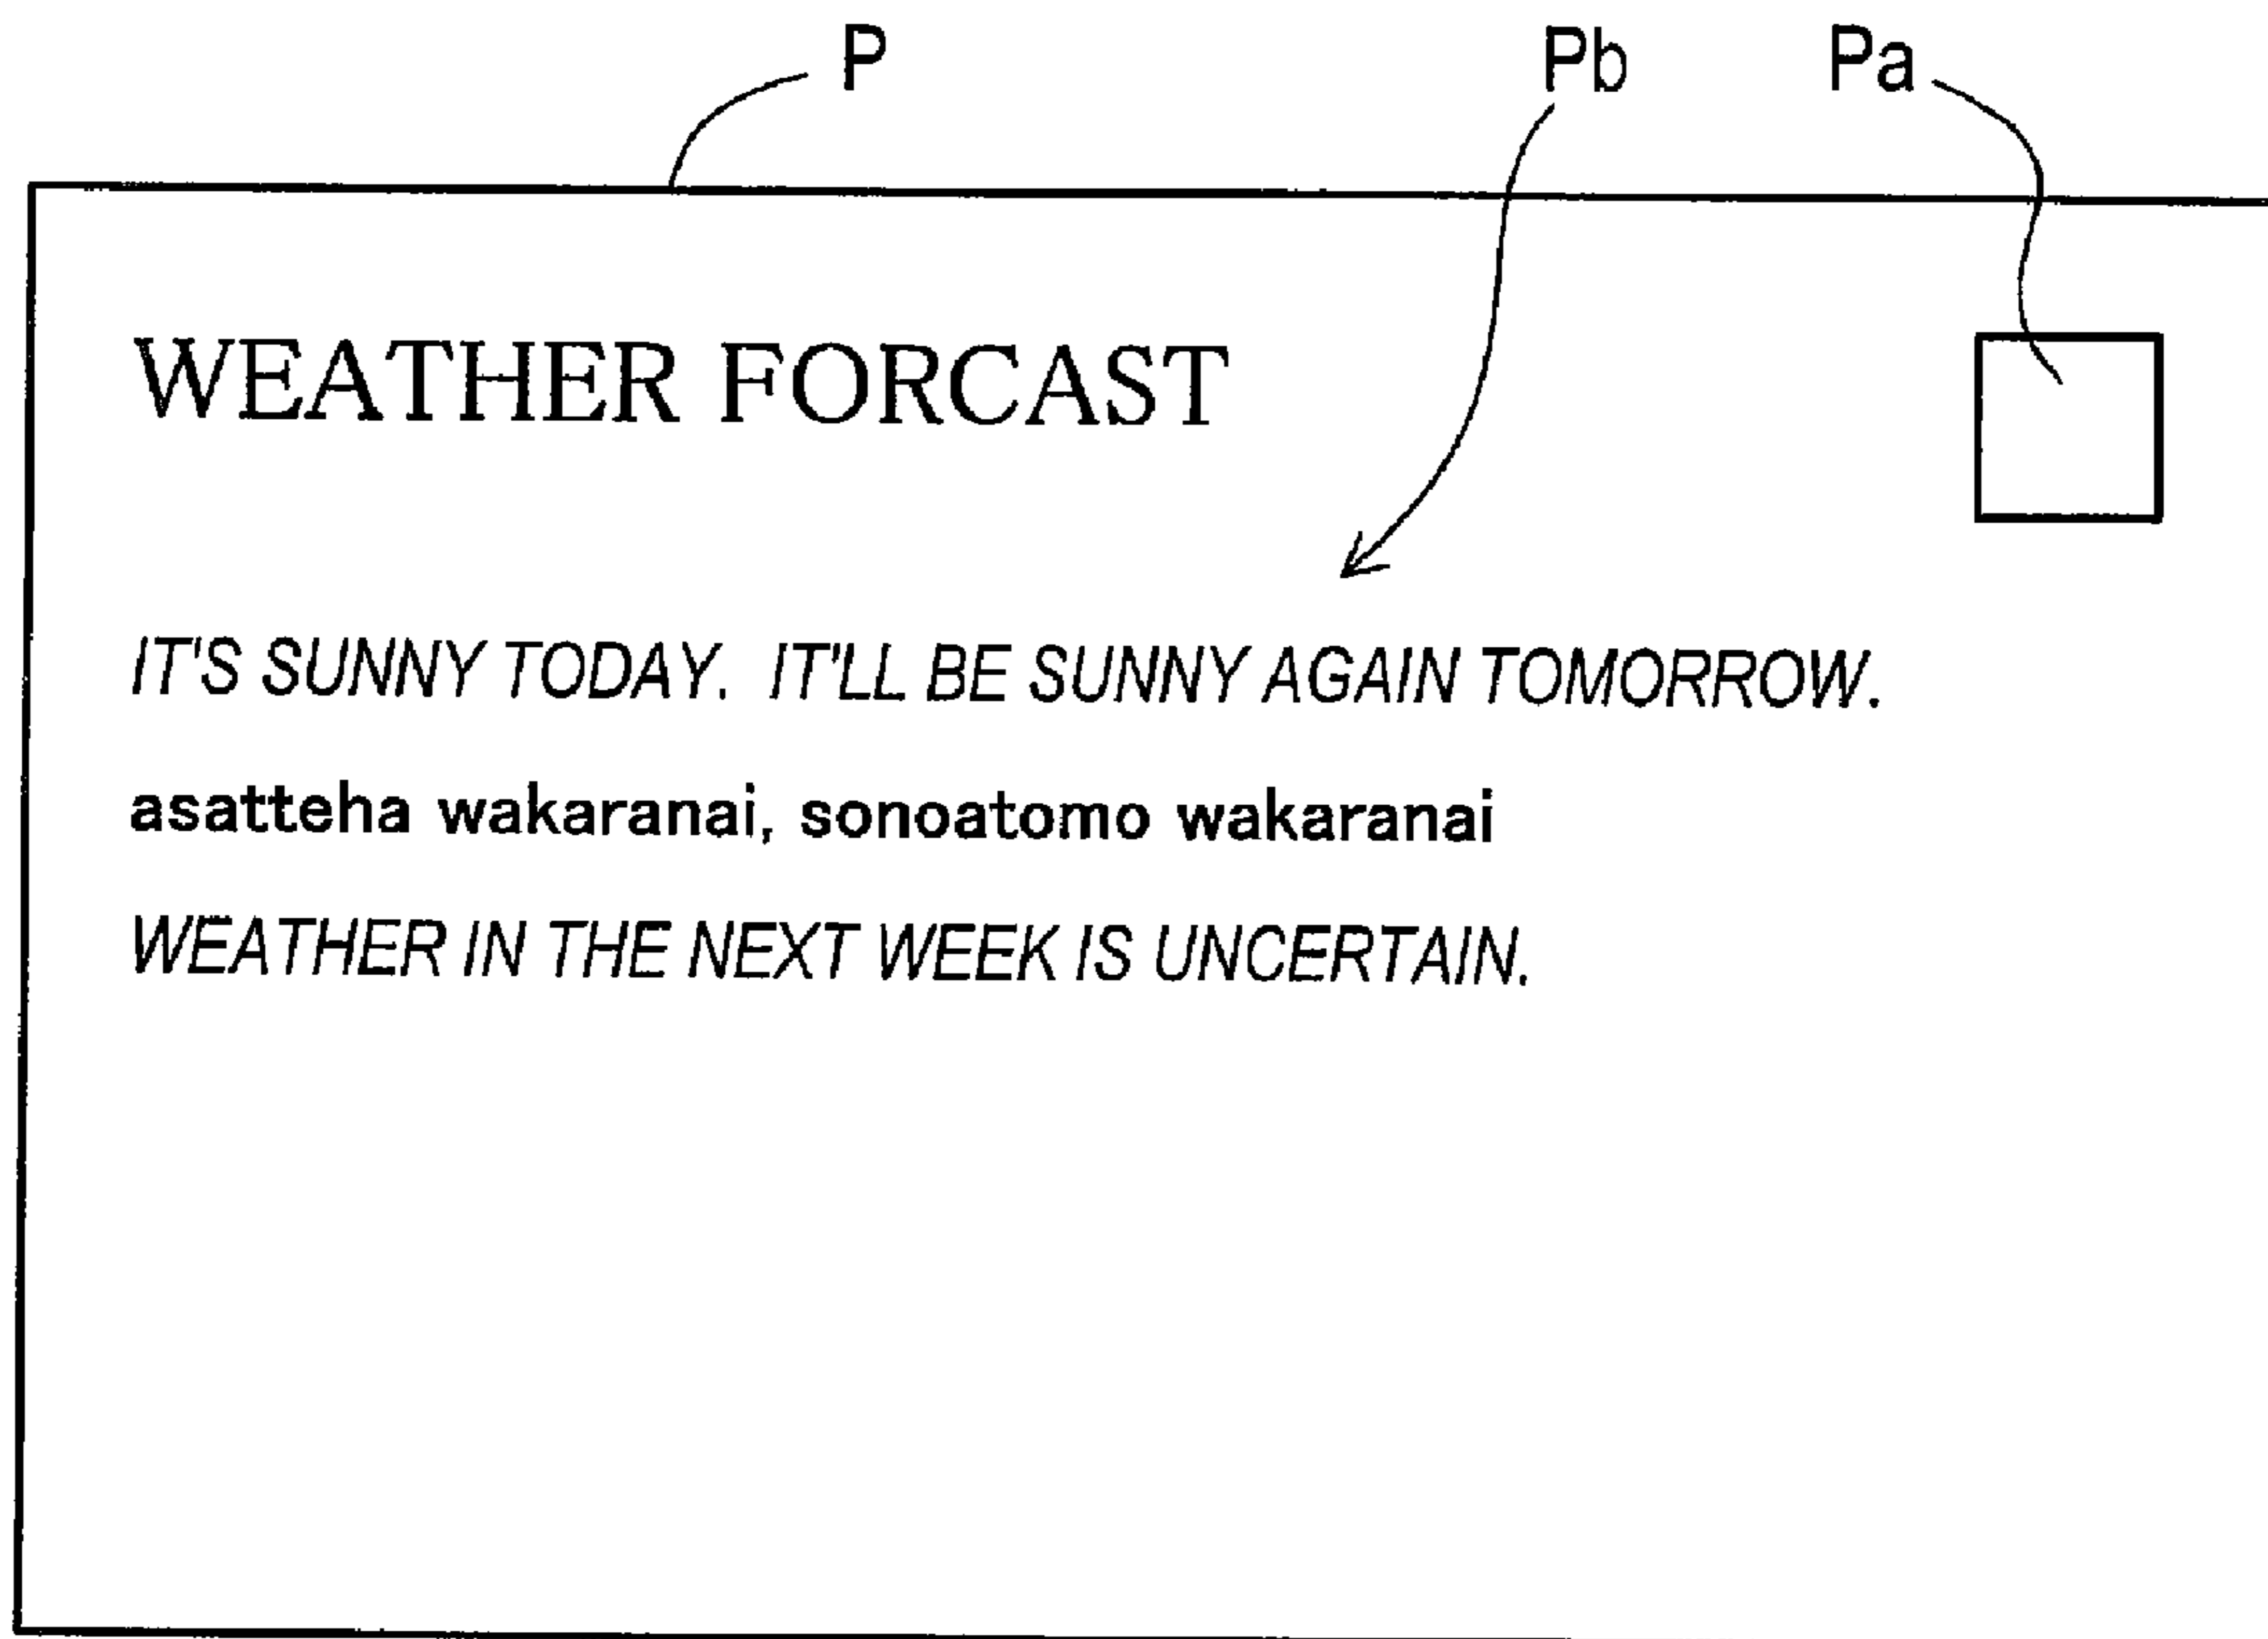 P Pb Pa
WEATHER FORCAST
IT'S SUNNY TODAY. IT'LL BE SUNNY AGAIN TOMORROW.
asatteha wakaranai, sonoatomo wakaranai
WEATHER IN THE NEXT WEEK IS UNCERTAIN.